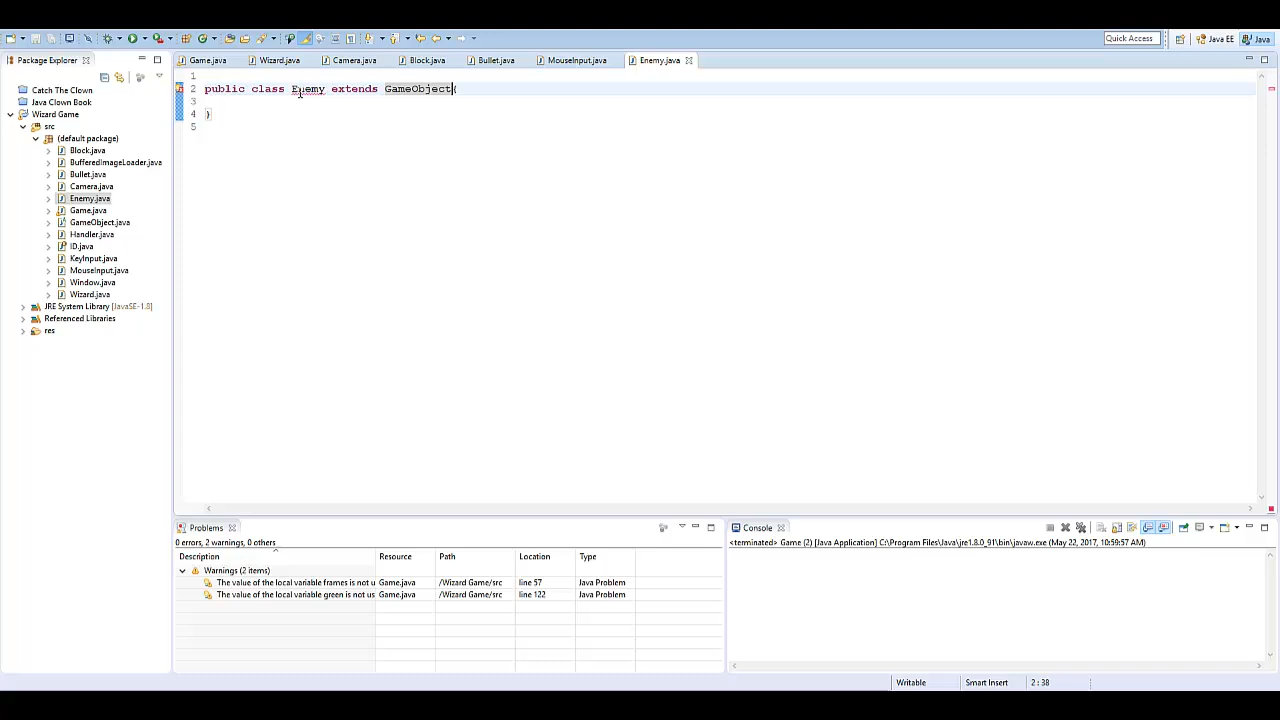 Quick Access
Java EE
Java
Package Explorer
Game.java
Wizard.java
Camera.java
Block.java
Bullet.java
MouseInput.java
Enemy.java
Catch The Clown
Java Clown Book
Wizard Game
src
(default package)
Block.java
BufferedImageLoader.java
Bullet.java
Camera.java
Enemy.java
Game.java
GameObject.java
Handler.java
ID.java
KeyInput.java
MouseInput.java
Window.java
Wizard.java
JRE System Library [JavaSE-1.8]
Referenced Libraries
res
1
2 public class Enemy extends GameObject{
3
4 }
5
Problems
0 errors, 2 warnings, 0 others
Description Resource Path Location Type
Warnings (2 items)
The value of the local variable frames is not u Game.java /Wizard Game/src line 57 Java Problem
The value of the local variable green is not us Game.java /Wizard Game/src line 122 Java Problem
Console
<terminated> Game (2) [Java Application] C:\Program Files\Java\jre1.8.0_91\bin\javaw.exe (May 22, 2017, 10:59:57 AM)
Writable Smart Insert 2 : 38